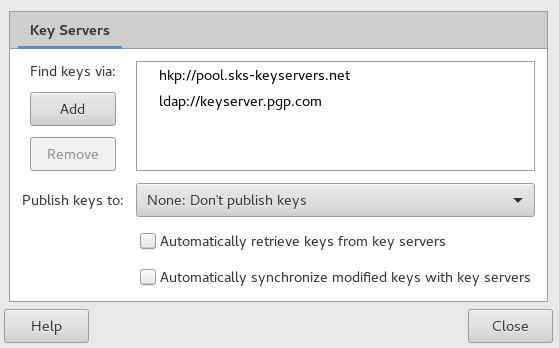 Key Servers
Find keys via:
hkp://pool.sks-keyservers.net
ldap://keyserver.pgp.com
Add
Remove
Publish keys to:
None: Don't publish keys
Automatically retrieve keys from key servers
Automatically synchronize modified keys with key servers
Help
Close